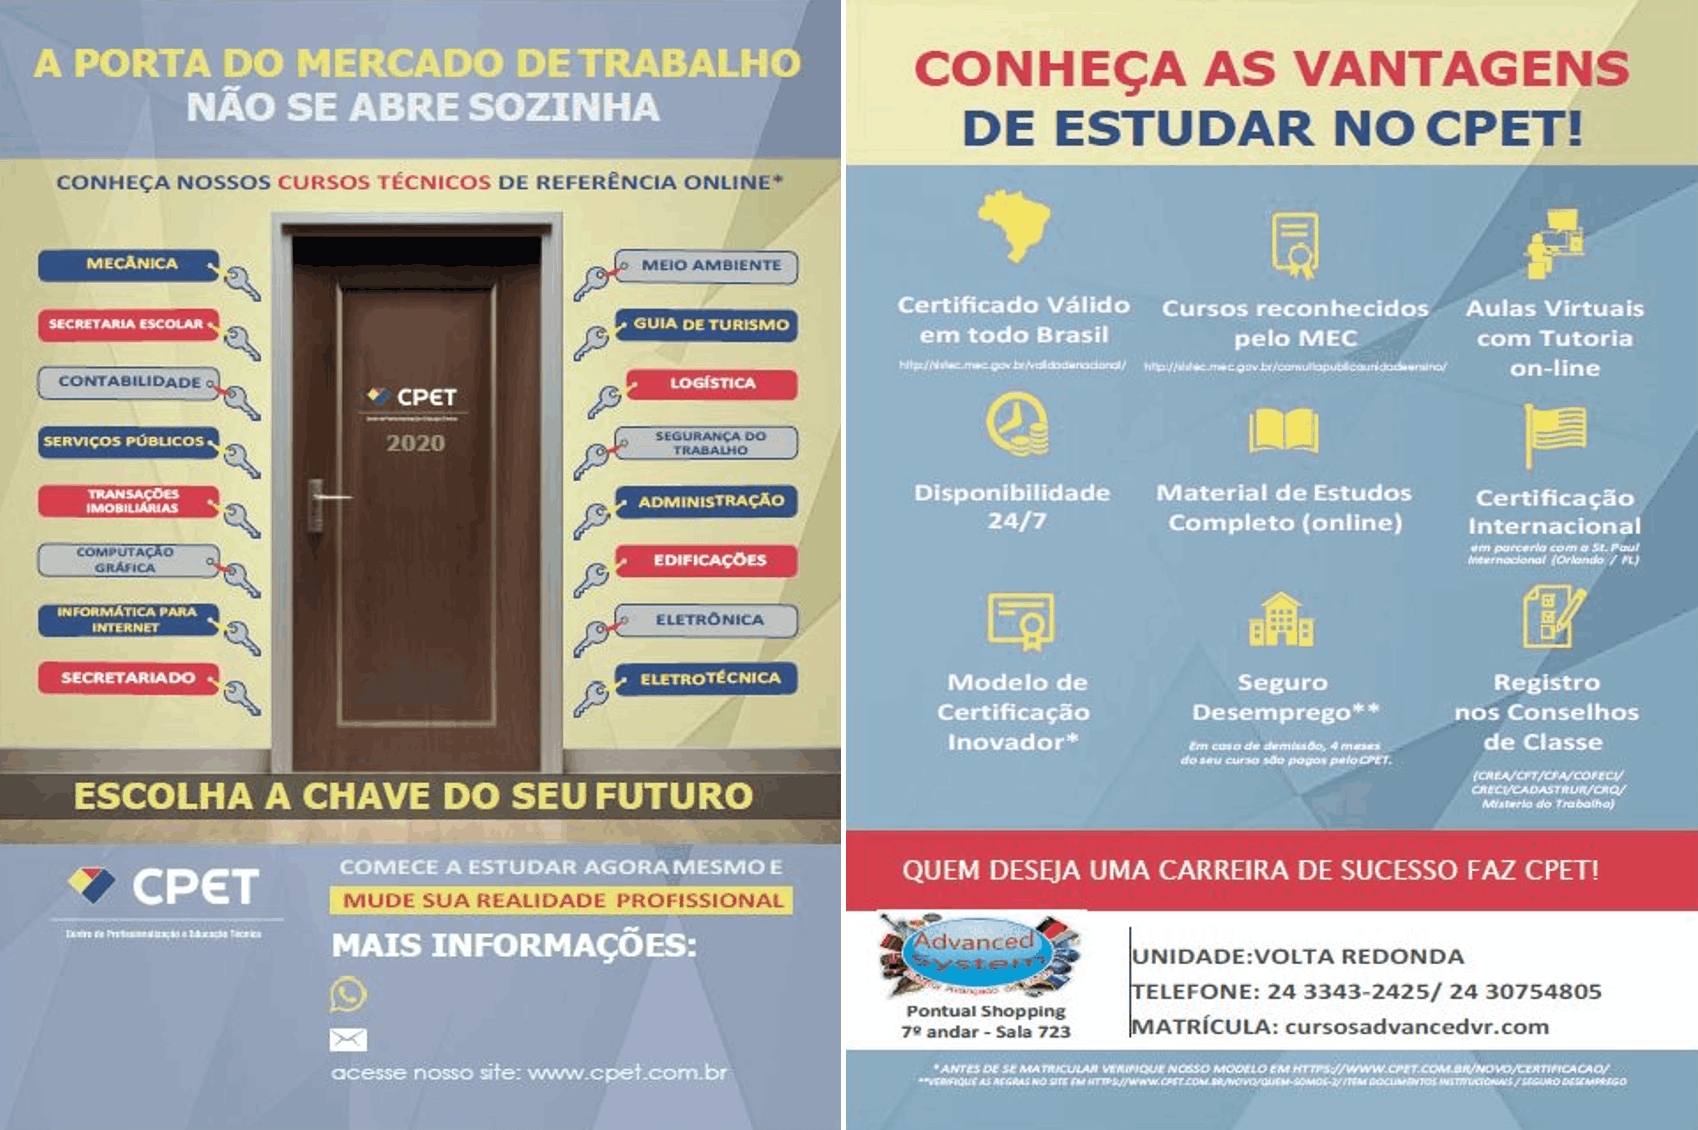 A PORTA DO MERCADO DE TRABALHO
NÃO SE ABRE SOZINHA
CONHEÇA NOSSOS CURSOS TÉCNICOS DE REFERÊNCIA ONLINE*
MECÂNICA
SECRETARIA ESCOLAR
CONTABILIDADE
SERVIÇOS PÚBLICOS
TRANSAÇÕES
IMOBILIÁRIAS
COMPUTAÇÃO
GRÁFICA
INFORMÁTICA PARA
INTERNET
SECRETARIADO
CPET
2020
MEIO AMBIENTE
GUIA DE TURISMO
LOGÍSTICA
SEGURANÇA DO
TRABALHO
ADMINISTRAÇÃO
EDIFICAÇÕES
ELETRÔNICA
ELETROTÉCNICA
ESCOLHA A CHAVE DO SEU FUTURO
CPET
Centro de Profissionalização e Educação Técnica
COMECE A ESTUDAR AGORA MESMO E
MUDE SUA REALIDADE PROFISSIONAL
MAIS INFORMAÇÕES:
acesse nosso site: www.cpet.com.br
CONHEÇA AS VANTAGENS
DE ESTUDAR NO CPET!
Certificado Válido
em todo Brasil
http://sistec.mec.gov.br/validadenacional/
Cursos reconhecidos
pelo MEC
http://sistec.mec.gov.br/consultapublicaunidadeensino/
Aulas Virtuais
com Tutoria
on-line
Disponibilidade
24/7
Material de Estudos
Completo (online)
Certificação
Internacional
em parceria com a St. Paul
Internacional (Orlando / FL)
Modelo de
Certificação
Inovador*
Seguro
Desemprego**
Em caso de demissão, 4 meses
do seu curso são pagos pelo CPET.
Registro
nos Conselhos
de Classe
(CREA/CFT/CFA/COFECI/
CRECI/CADASTRUR/CRQ/
Misterio do Trabalho)
QUEM DESEJA UMA CARREIRA DE SUCESSO FAZ CPET!
Advanced
System
Pontual Shopping
7º andar - Sala 723
UNIDADE:VOLTA REDONDA
TELEFONE: 24 3343-2425/ 24 30754805
MATRÍCULA: cursosadvancedvr.com
*ANTES DE SE MATRICULAR VERIFIQUE NOSSO MODELO EM HTTPS://WWW.CPET.COM.BR/NOVO/CERTIFICACAO/
**VERIFIQUE AS REGRAS NO SITE EM HTTPS://WWW.CPET.COM.BR/NOVO/QUEM-SOMOS-2/ ITEM DOCUMENTOS INSTITUCIONAIS / SEGURO DESEMPREGO